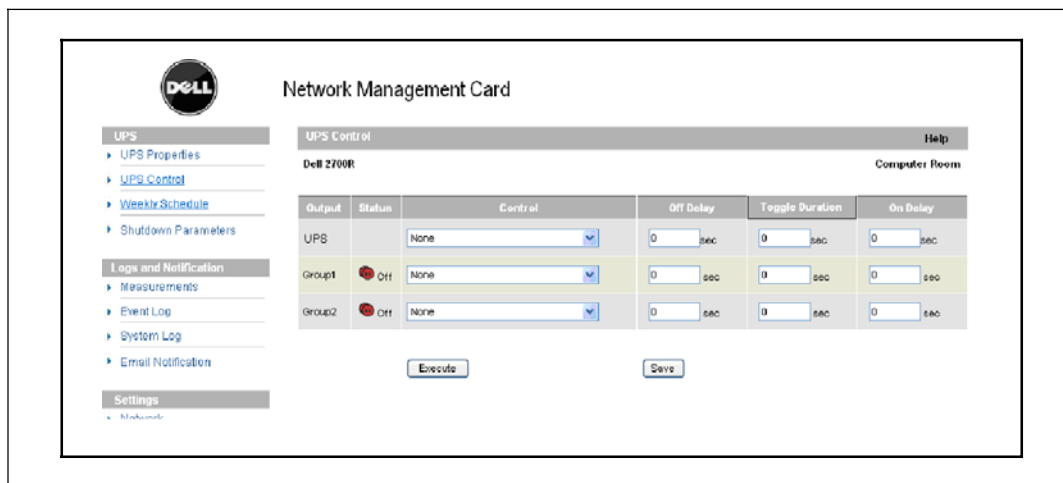 DELL
Network Management Card
UPS
UPS Properties
UPS Control
Weekly Schedule
Shutdown Parameters
Logs and Notification
Measurements
Event Log
System Log
Email Notification
Settings
Network
UPS Control Help
Dell 2700R Computer Room
Output Status Control Off Delay Toggle Duration On Delay
UPS None 0 sec 0 sec 0 sec
Group1 Off None 0 sec 0 sec 0 sec
Group2 Off None 0 sec 0 sec 0 sec
Execute Save